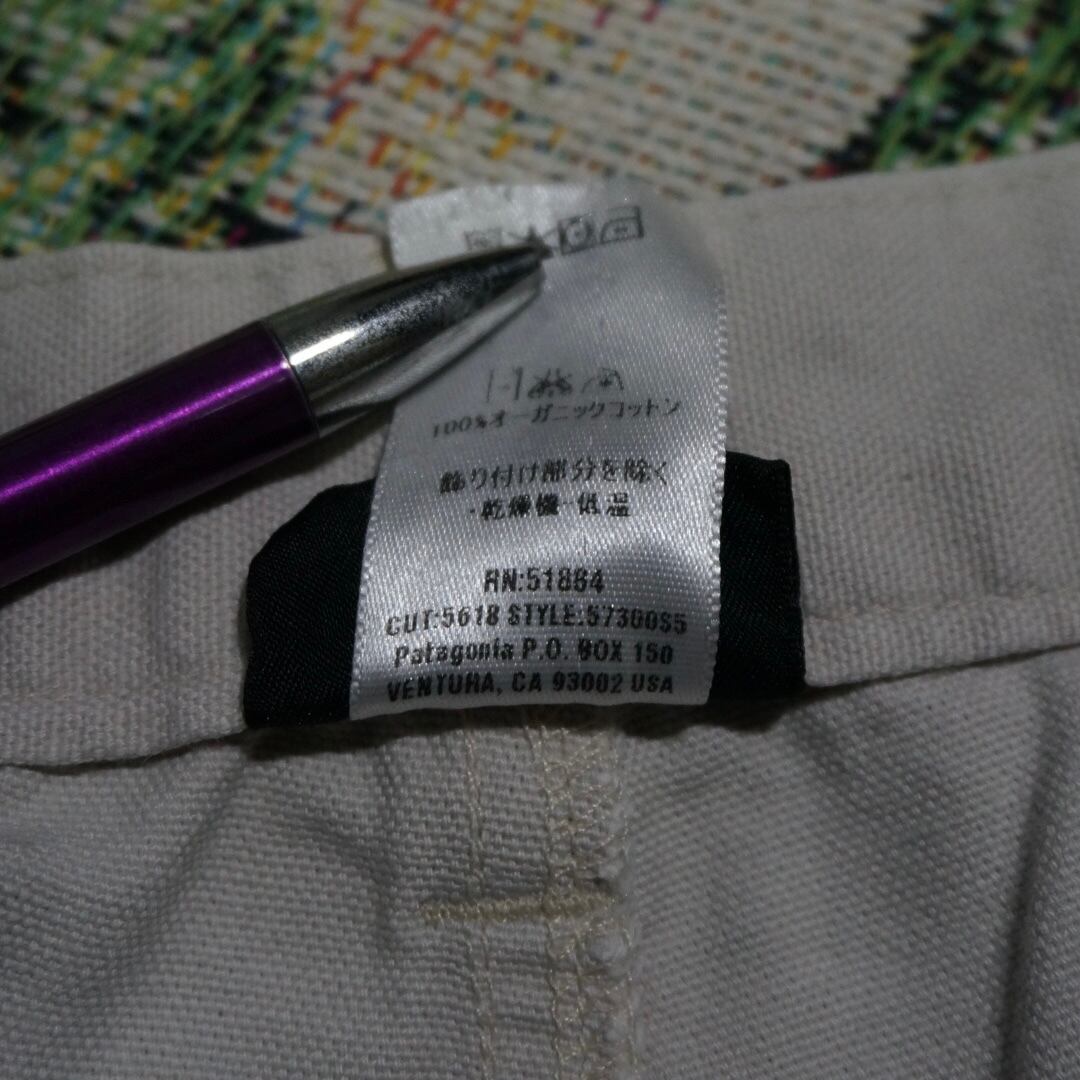 100%オーガニックコットン
飾り付け部分を除く
・乾燥機・低温
RN:51884
CUT:5618 STYLE:57300S5
Patagonia P.O. BOX 150
VENTURA, CA 93002 USA